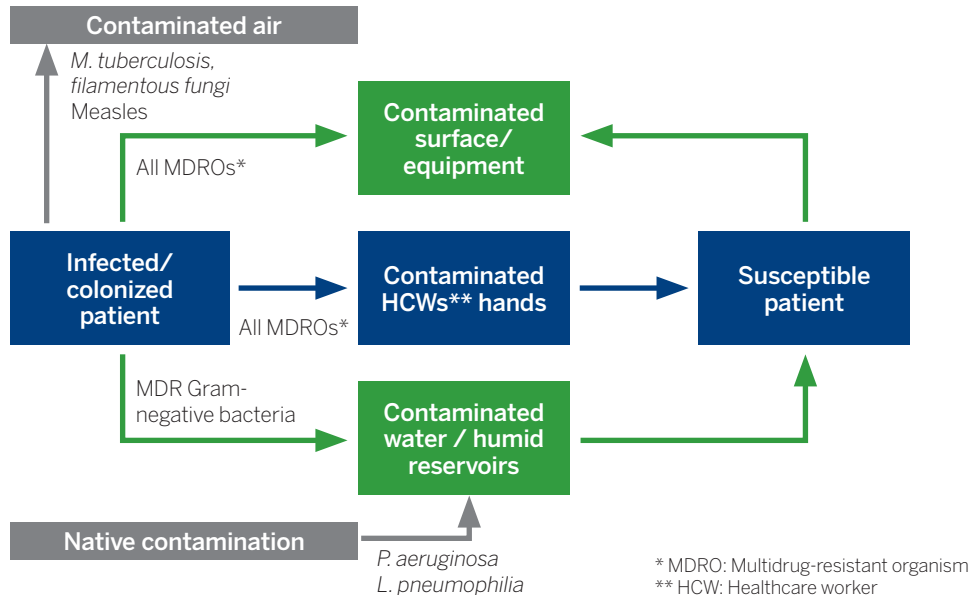 Contaminated air
M. tuberculosis,
filamentous fungi
Measles
Contaminated
surface/
equipment
All MDROs*
Infected/
colonized
patient
Contaminated
HCWs** hands
Susceptible
patient
All MDROs*
MDR Gram-
negative bacteria
Contaminated
water / humid
reservoirs
Native contamination
P. aeruginosa
L. pneumophilia
* MDRO: Multidrug-resistant organism
** HCW: Healthcare worker